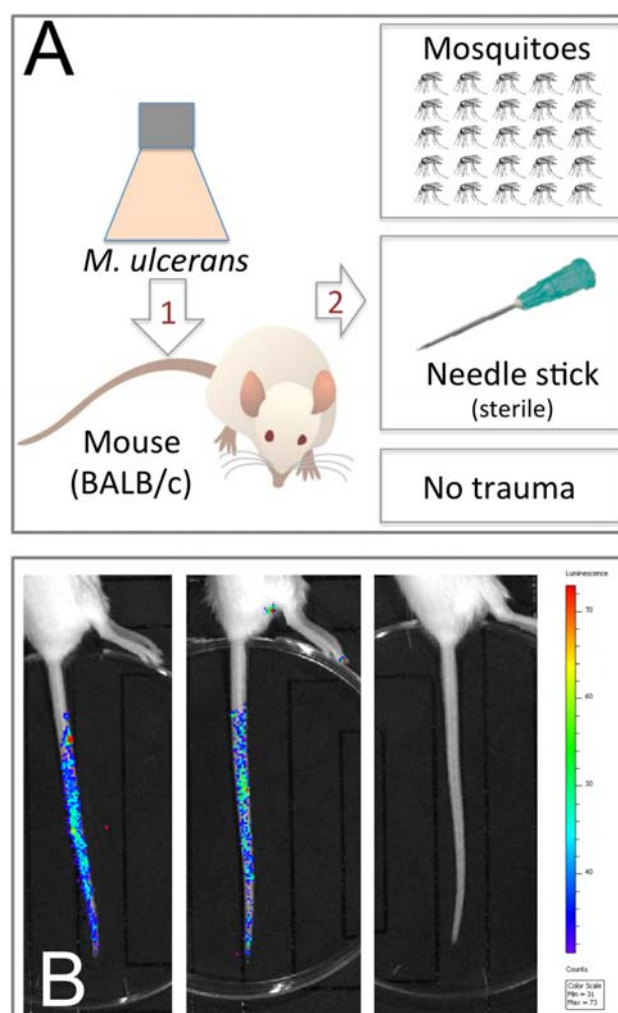 A
M. ulcerans
1
2
Mouse
(BALB/c)
Mosquitoes
Needle stick
(sterile)
No trauma
B
Luminescence
70
60
50
40
Counts
Color Scale
Min = 31
Max = 73